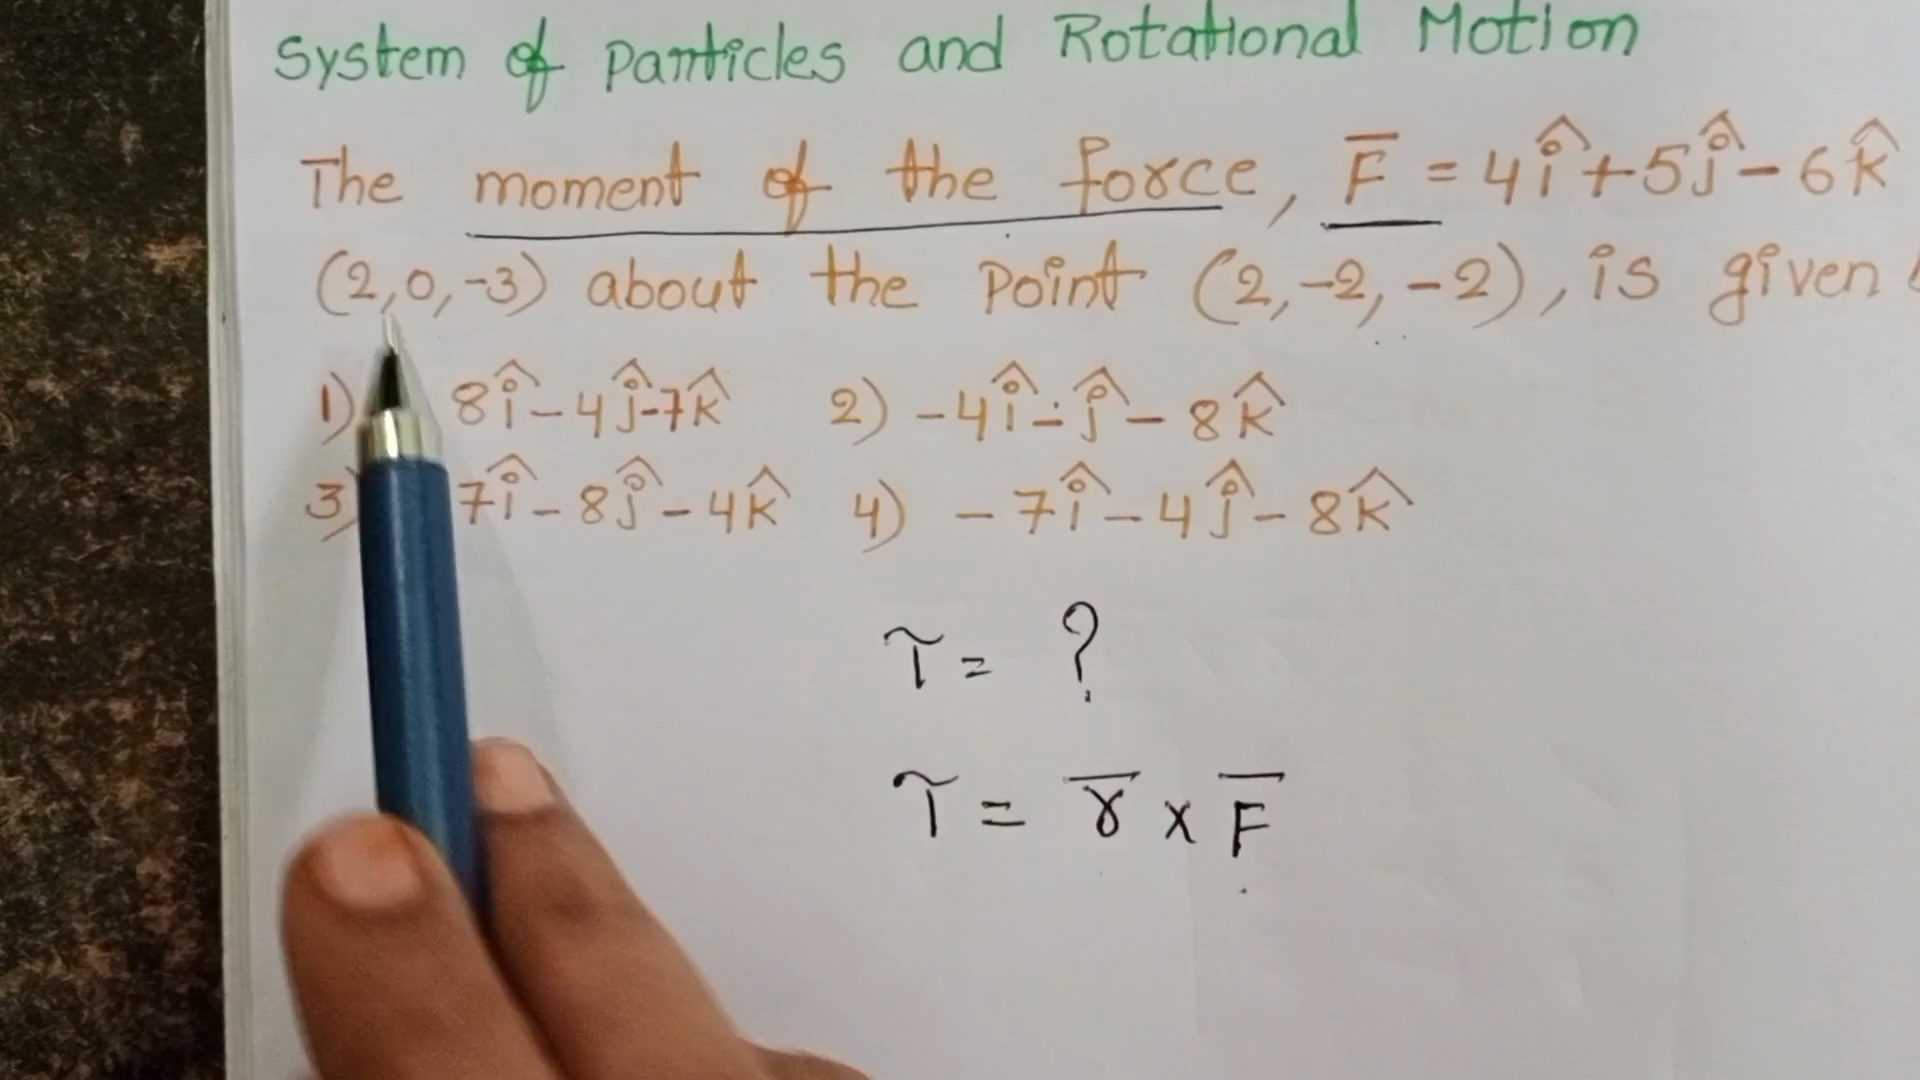 System of Particles and Rotational Motion
The moment of the force, F̅ = 4î+5ĵ-6k̂
(2,0,-3) about the point (2,-2,-2), is given
1) 8î-4ĵ-7k̂ 2) -4î-ĵ-8k̂
3) 7î-8ĵ-4k̂ 4) -7î-4ĵ-8k̂
τ = ?
τ = r̅ x F̅